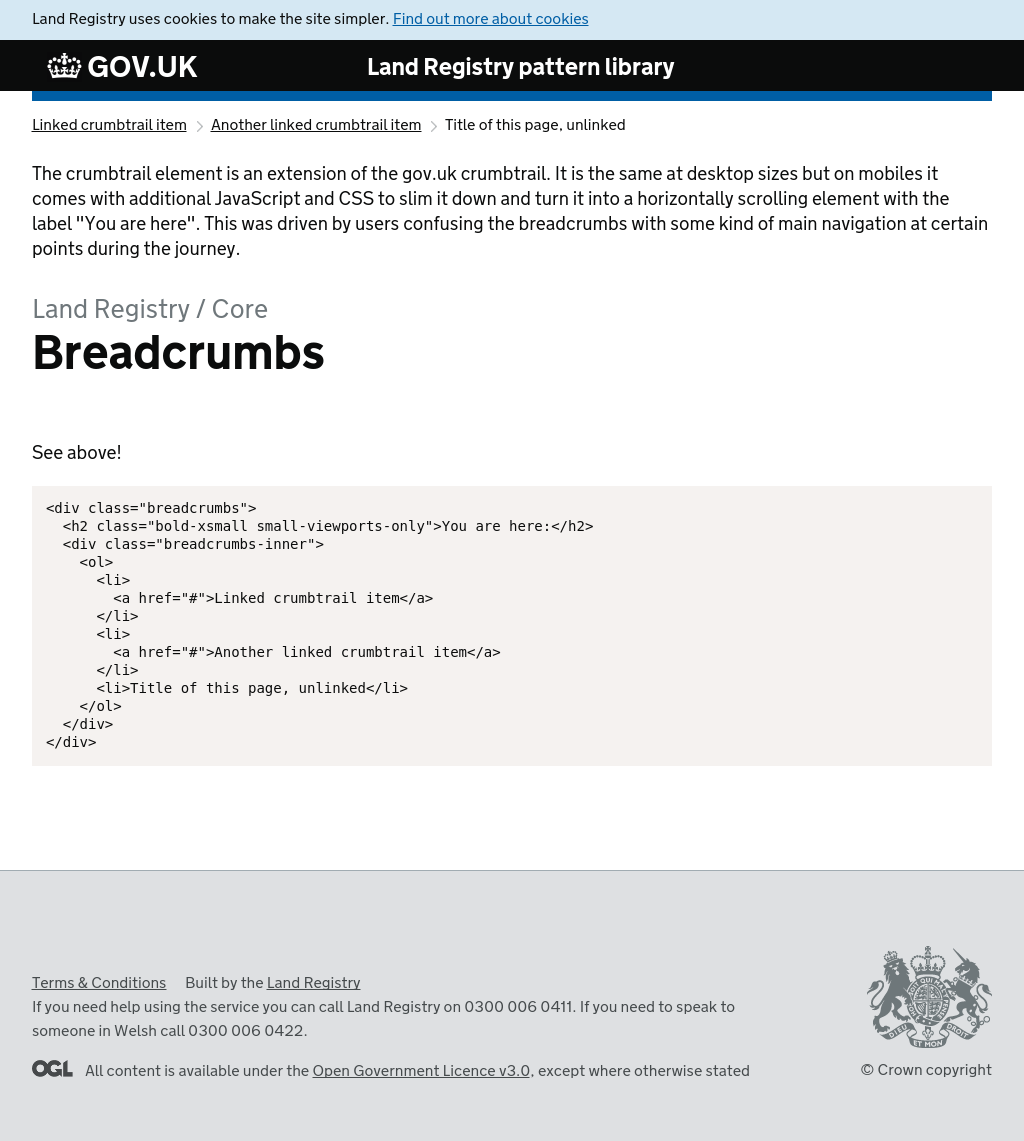 Land Registry uses cookies to make the site simpler. Find out more about cookies
GOV.UK
Land Registry pattern library
Linked crumbtrail item
Another linked crumbtrail item
Title of this page, unlinked
The crumbtrail element is an extension of the gov.uk crumbtrail. It is the same at desktop sizes but on mobiles it
comes with additional JavaScript and CSS to slim it down and turn it into a horizontally scrolling element with the
label "You are here". This was driven by users confusing the breadcrumbs with some kind of main navigation at certain
points during the journey.
Land Registry / Core
Breadcrumbs
See above!
<div class="breadcrumbs">
  <h2 class="bold-xsmall small-viewports-only">You are here:</h2>
  <div class="breadcrumbs-inner">
    <ol>
      <li>
        <a href="#">Linked crumbtrail item</a>
      </li>
      <li>
        <a href="#">Another linked crumbtrail item</a>
      </li>
      <li>Title of this page, unlinked</li>
    </ol>
  </div>
</div>
Terms & Conditions
Built by the Land Registry
If you need help using the service you can call Land Registry on 0300 006 0411. If you need to speak to
someone in Welsh call 0300 006 0422.
OGL
All content is available under the Open Government Licence v3.0, except where otherwise stated
DIEU ET MON DROIT
© Crown copyright